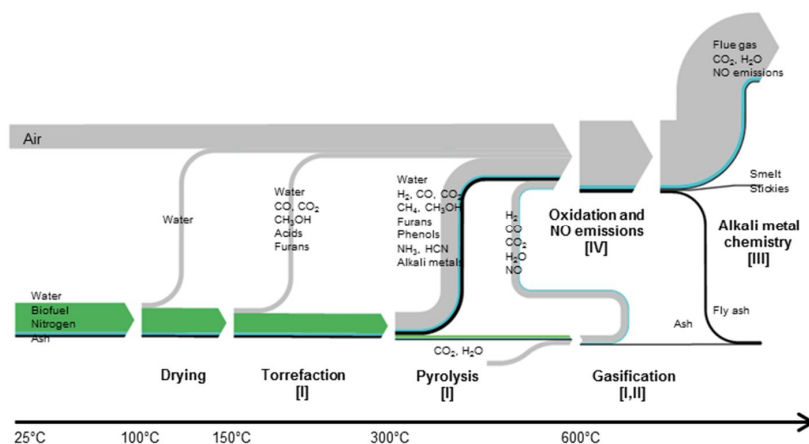 Flue gas
CO₂, H₂O
NO emissions
Air
Water
Water
CO, CO₂
CH₃OH
Acids
Furans
Water
H₂, CO, CO₂
CH₄, CH₃OH
Furans
Phenols
NH₃, HCN
Alkali metals
H₂
CO
CO₂
H₂O
NO
Oxidation and
NO emissions
[IV]
Smelt
Stickies
Alkali metal
chemistry
[III]
Water
Biofuel
Nitrogen
Ash
CO₂, H₂O
Ash
Fly ash
Drying
Torrefaction
[I]
Pyrolysis
[I]
Gasification
[I,II]
25°C
100°C
150°C
300°C
600°C